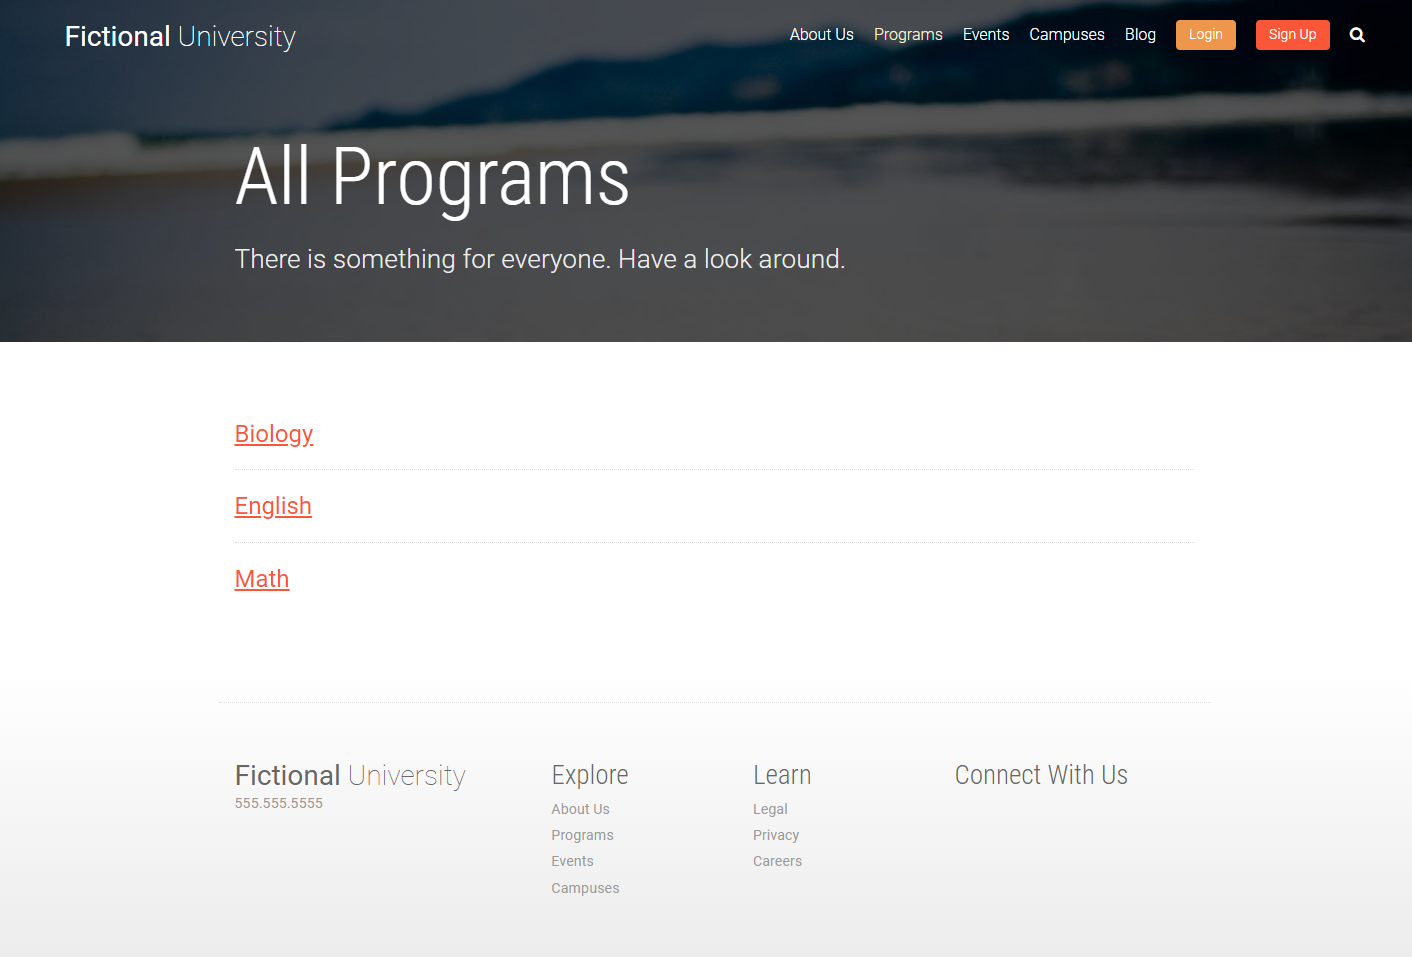 Fictional University
About Us Programs Events Campuses Blog Login Sign Up
All Programs
There is something for everyone. Have a look around.
Biology
English
Math
Fictional University
555.555.5555
Explore
About Us
Programs
Events
Campuses
Learn
Legal
Privacy
Careers
Connect With Us